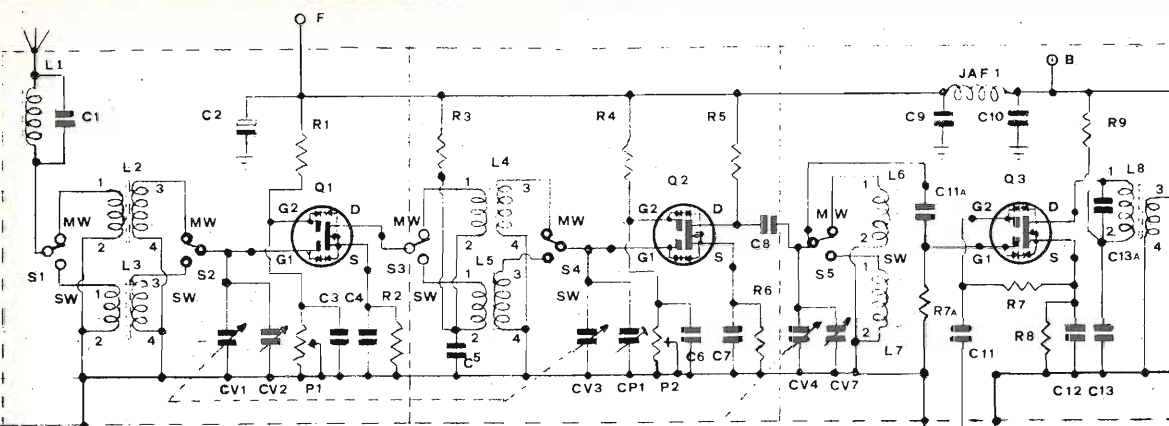 F
B
L1
JAF 1
C1
C2
R1
R3
R4
R5
C9
C10
R9
L2
L4
L6
L8
1 3
1 3
1
1
3
Q1
Q2
C11A
Q3
MW MW
G2 D
MW MW
G2 D
MW
G2 D
2 4
2 4
2
2
4
G1 S
G1 S
C8
G1 S
C13A
S1
L3
S2
S3
L5
S4
S5
SW
1 3
SW
SW
1 3
SW
SW
1
2 4
2 4
2
C3 C4 R2
C5
R6
R7A
R7
C11
R8
L7
C6 C7
CV1 CV2 P1
CV3 CP1 P2
CV4 CV7
C12 C13